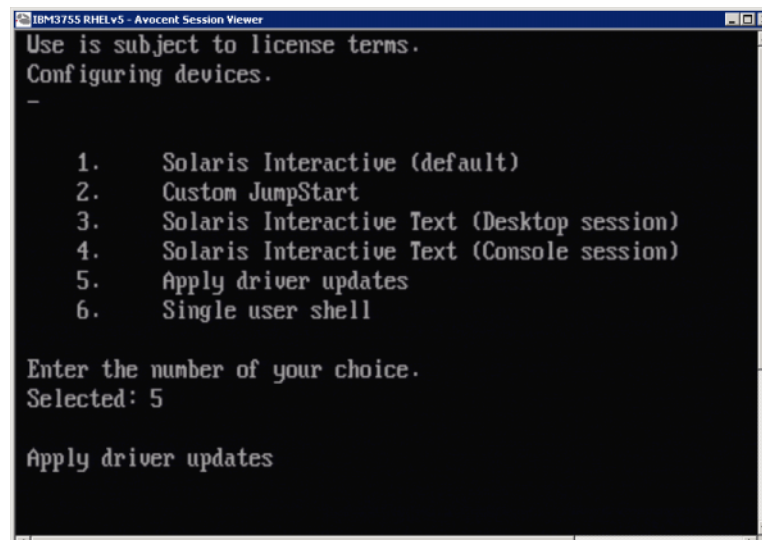 IBM3755 RHELv5 - Avocent Session Viewer
Use is subject to license terms.
Configuring devices.
-
1. Solaris Interactive (default)
2. Custom JumpStart
3. Solaris Interactive Text (Desktop session)
4. Solaris Interactive Text (Console session)
5. Apply driver updates
6. Single user shell
Enter the number of your choice.
Selected: 5
Apply driver updates